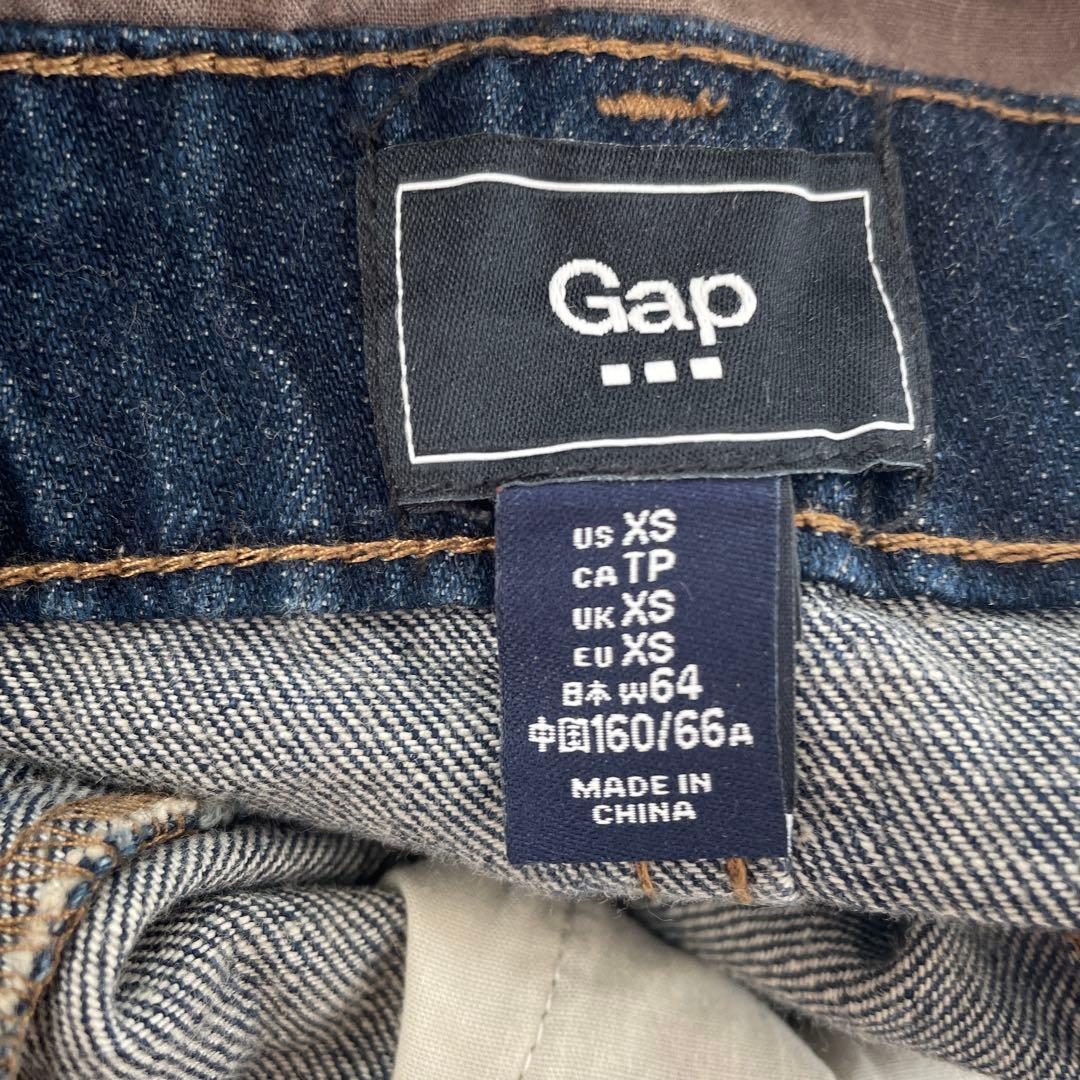 Gap
US XS
CA TP
UK XS
EU XS
日本 W64
中国160/66A
MADE IN
CHINA